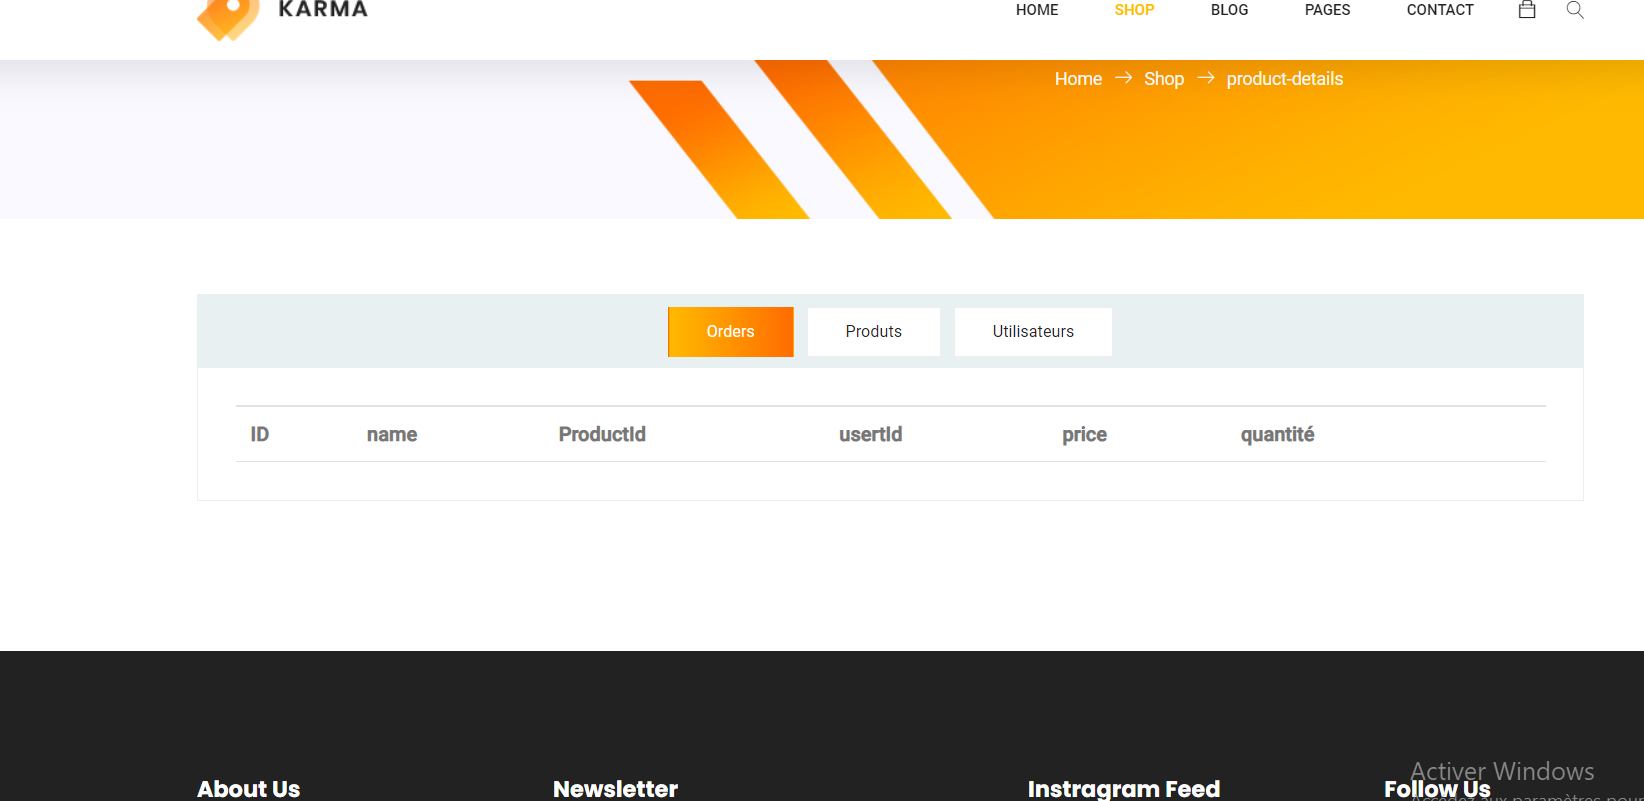 KARMA
HOME SHOP BLOG PAGES CONTACT
Home → Shop → product-details
Orders Produts Utilisateurs
ID name ProductId usertId price quantité
About Us Newsletter Instragram Feed Follow Us
Activer Windows
Accédez aux paramètres pour